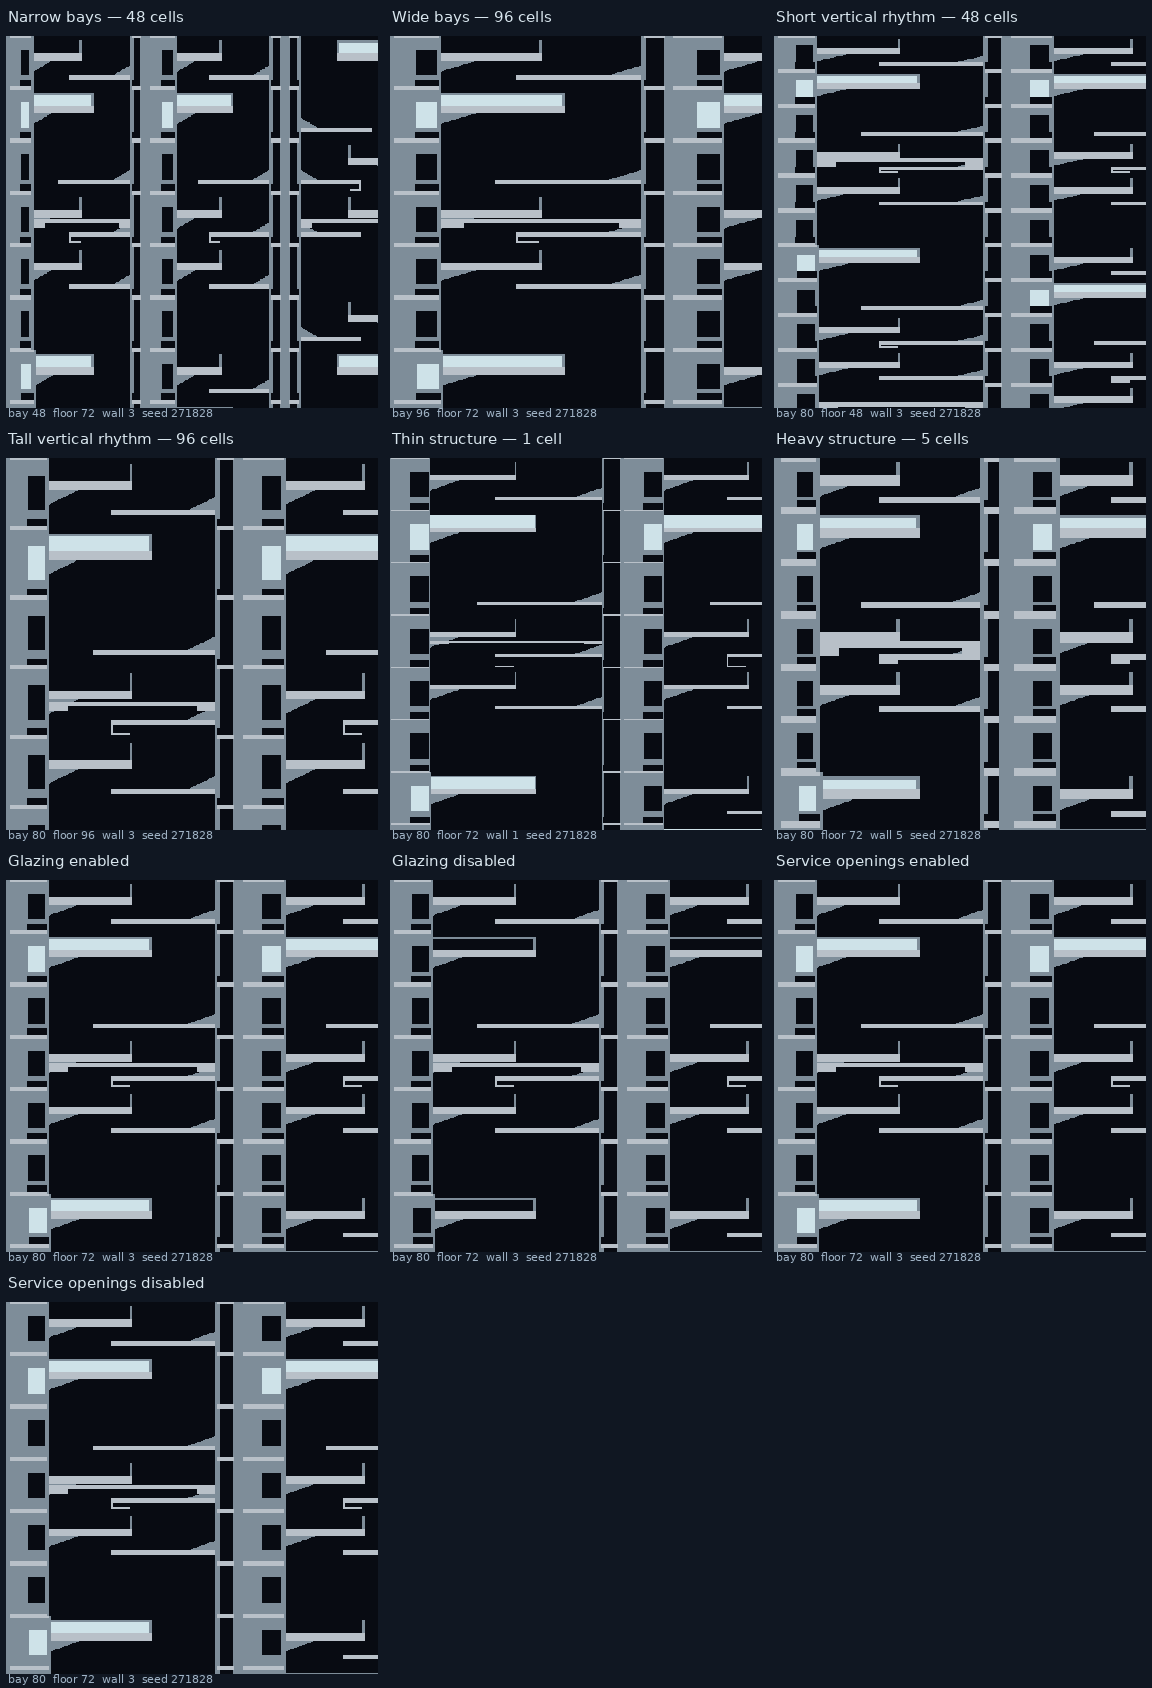 Narrow bays — 48 cells
Wide bays — 96 cells
Short vertical rhythm — 48 cells
bay 48 floor 72 wall 3 seed 271828
bay 96 floor 72 wall 3 seed 271828
bay 80 floor 48 wall 3 seed 271828
Tall vertical rhythm — 96 cells
Thin structure — 1 cell
Heavy structure — 5 cells
bay 80 floor 96 wall 3 seed 271828
bay 80 floor 72 wall 1 seed 271828
bay 80 floor 72 wall 5 seed 271828
Glazing enabled
Glazing disabled
Service openings enabled
bay 80 floor 72 wall 3 seed 271828
bay 80 floor 72 wall 3 seed 271828
bay 80 floor 72 wall 3 seed 271828
Service openings disabled
bay 80 floor 72 wall 3 seed 271828